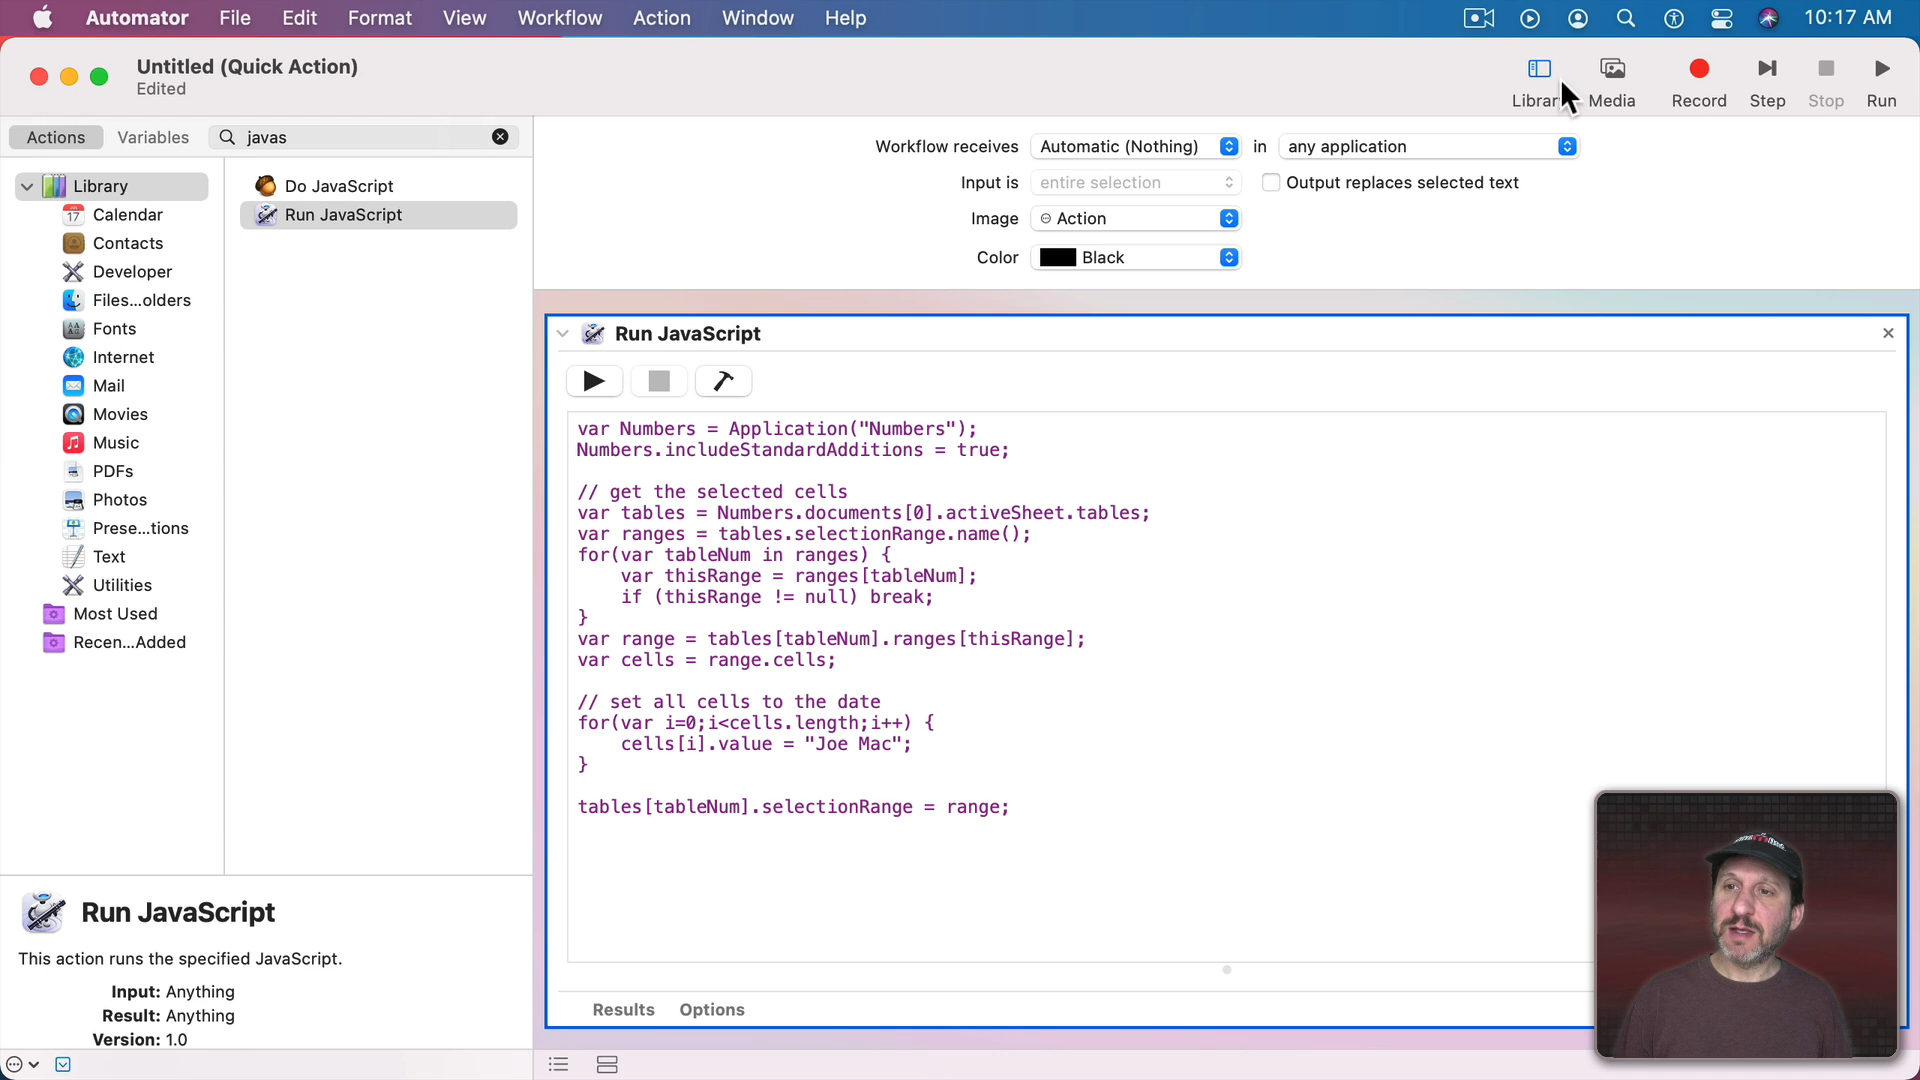 Automator File Edit Format View Workflow Action Window Help 10:17 AM
Untitled (Quick Action)
Edited
Library Media Record Step Stop Run
Actions Variables javas
Library
Calendar
Contacts
Developer
Files...olders
Fonts
Internet
Mail
Movies
Music
PDFs
Photos
Prese...tions
Text
Utilities
Most Used
Recen...Added
Do JavaScript
Run JavaScript
Workflow receives Automatic (Nothing) in any application
Input is entire selection Output replaces selected text
Image Action
Color Black
Run JavaScript
var Numbers = Application("Numbers");
Numbers.includeStandardAdditions = true;
// get the selected cells
var tables = Numbers.documents[0].activeSheet.tables;
var ranges = tables.selectionRange.name();
for(var tableNum in ranges) {
var thisRange = ranges[tableNum];
if (thisRange != null) break;
}
var range = tables[tableNum].ranges[thisRange];
var cells = range.cells;
// set all cells to the date
for(var i=0;i<cells.length;i++) {
cells[i].value = "Joe Mac";
}
tables[tableNum].selectionRange = range;
Results Options
Run JavaScript
This action runs the specified JavaScript.
Input: Anything
Result: Anything
Version: 1.0